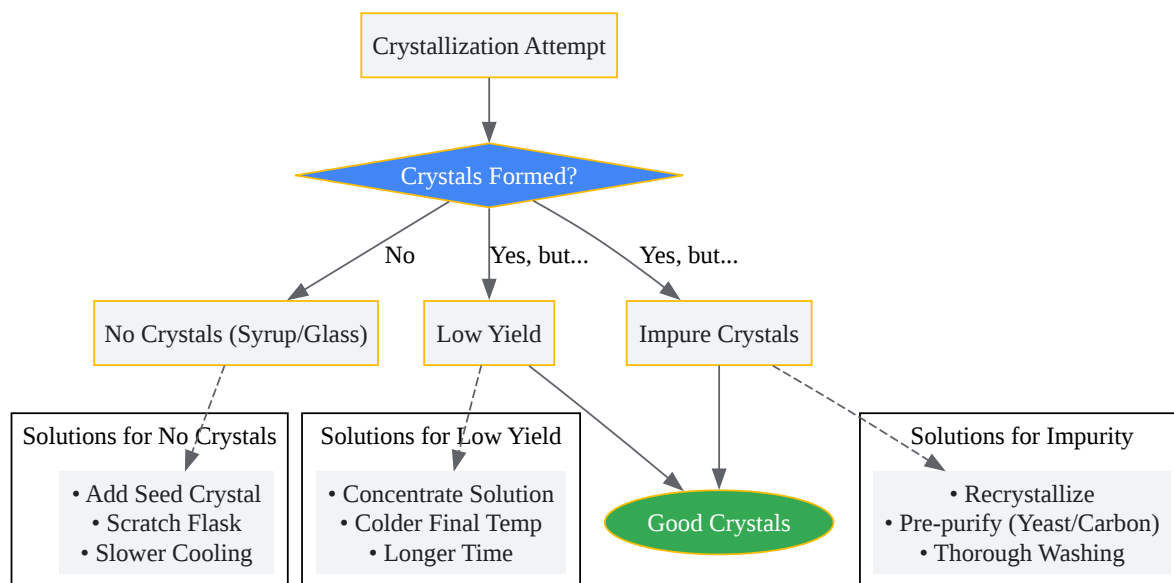 Crystallization Attempt
Crystals Formed?
No
Yes, but...
Yes, but...
No Crystals (Syrup/Glass)
Low Yield
Impure Crystals
Solutions for No Crystals
• Add Seed Crystal
• Scratch Flask
• Slower Cooling
Solutions for Low Yield
• Concentrate Solution
• Colder Final Temp
• Longer Time
Good Crystals
Solutions for Impurity
• Recrystallize
• Pre-purify (Yeast/Carbon)
• Thorough Washing